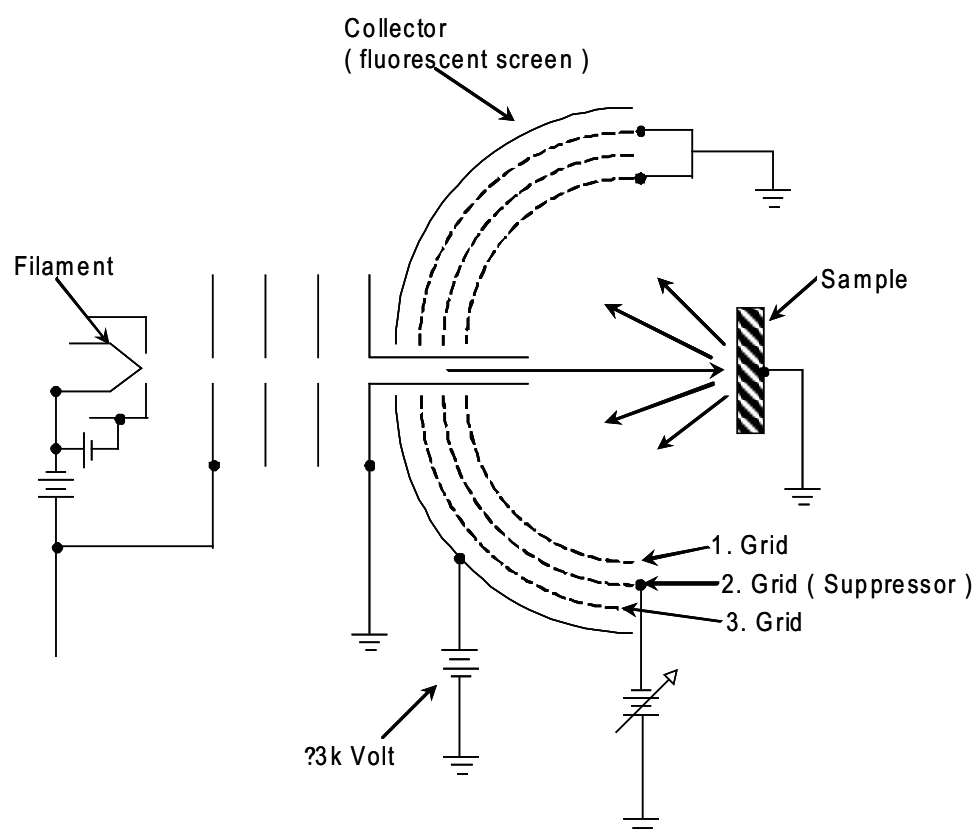 Collector
( fluorescent screen )
Filament
Sample
1. Grid
2. Grid ( Suppressor )
3. Grid
?3k Volt